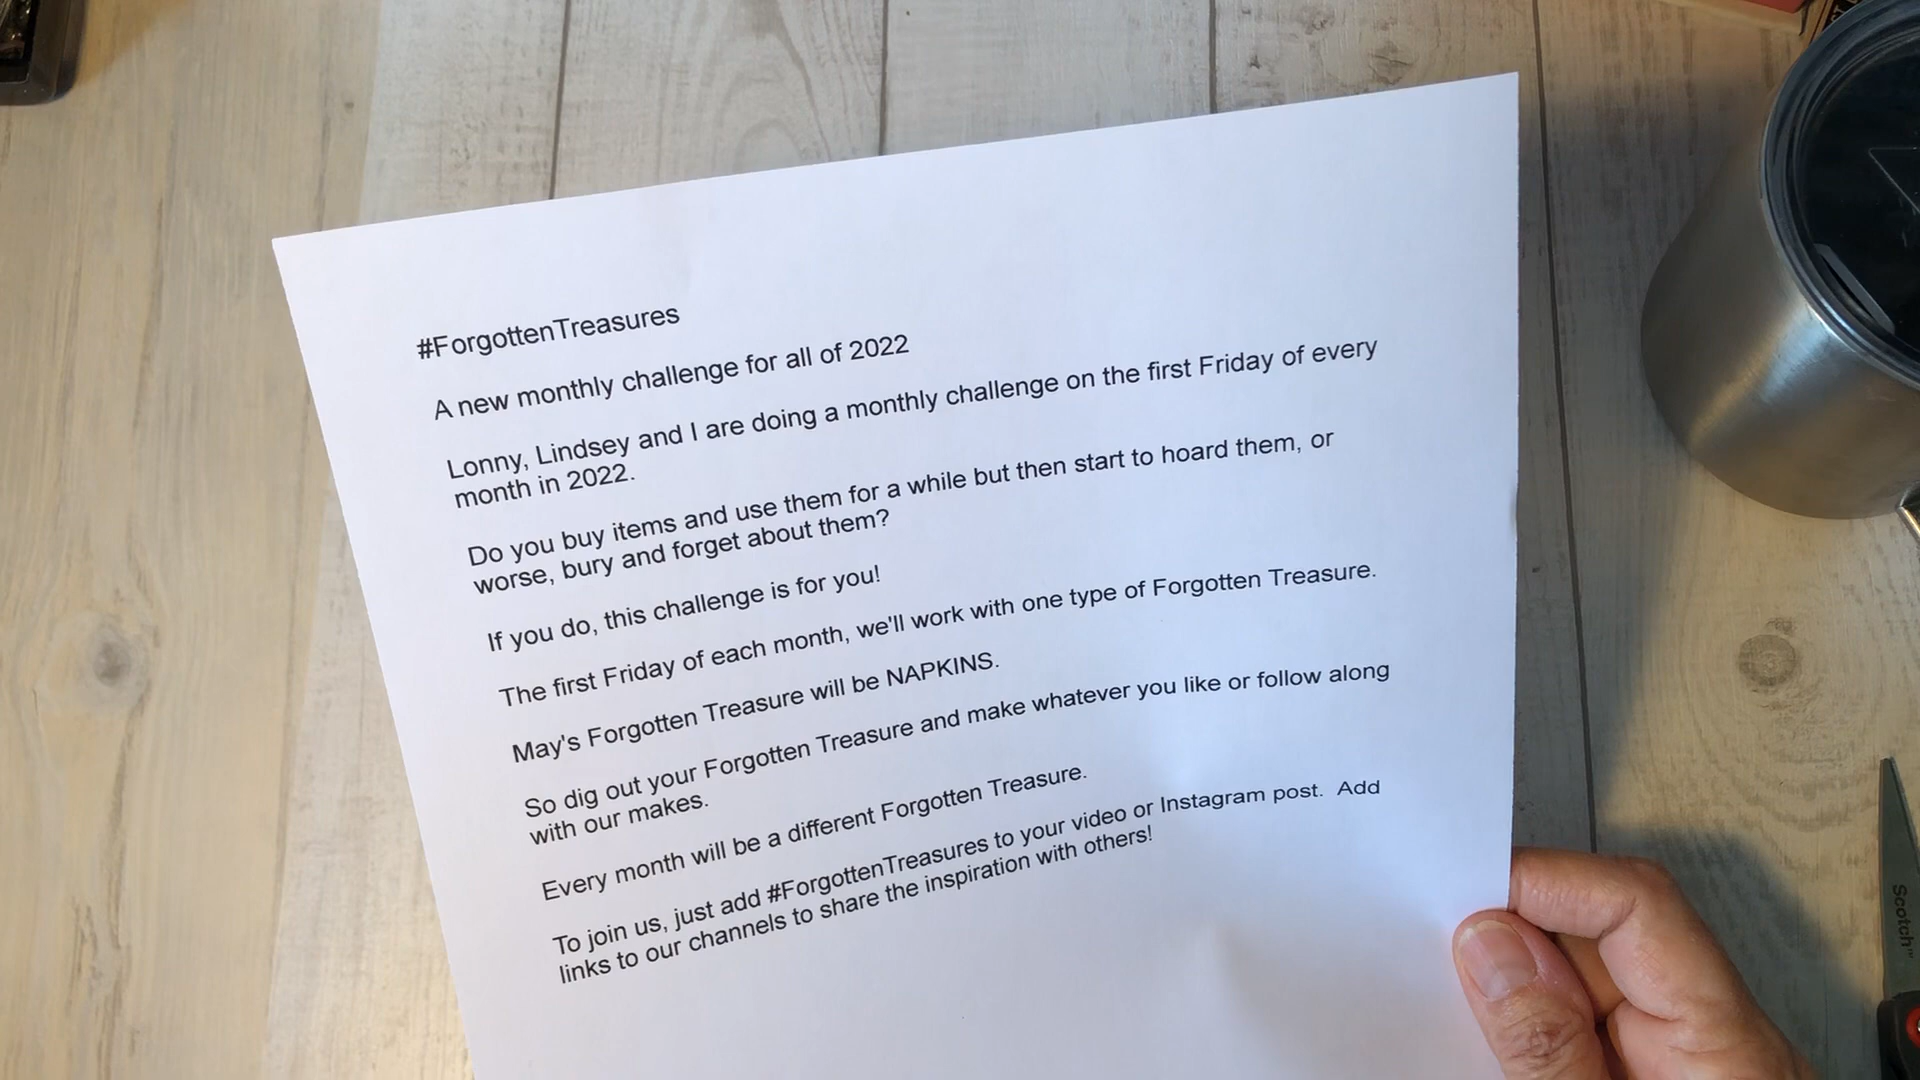 #ForgottenTreasures
A new monthly challenge for all of 2022
Lonny, Lindsey and I are doing a monthly challenge on the first Friday of every
month in 2022.
Do you buy items and use them for a while but then start to hoard them, or
worse, bury and forget about them?
If you do, this challenge is for you!
The first Friday of each month, we'll work with one type of Forgotten Treasure.
May's Forgotten Treasure will be NAPKINS.
So dig out your Forgotten Treasure and make whatever you like or follow along
with our makes.
Every month will be a different Forgotten Treasure.
To join us, just add #ForgottenTreasures to your video or Instagram post.  Add
links to our channels to share the inspiration with others!
Scotch™